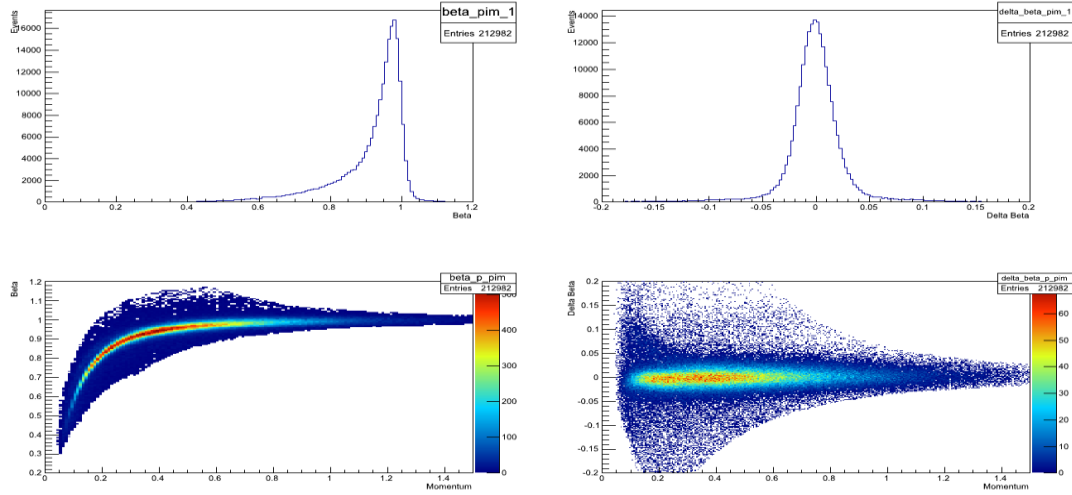 beta_pim_1
Entries 212982
Events
16000
14000
12000
10000
8000
6000
4000
2000
0
0 0.2 0.4 0.6 0.8 1 1.2
Beta
delta_beta_pim_1
Entries 212982
Events
14000
12000
10000
8000
6000
4000
2000
0
-0.2 -0.15 -0.1 -0.05 0 0.05 0.1 0.15 0.2
Delta Beta
beta_p_pim
Entries 212982
Beta
1.2
1.1
1
0.9
0.8
0.7
0.6
0.5
0.4
0.3
0.2
0 0.2 0.4 0.6 0.8 1 1.2 1.4
Momentum
400
300
200
100
0
delta_beta_p_pim
Entries 212982
Delta Beta
0.2
0.15
0.1
0.05
0
-0.05
-0.1
-0.15
-0.2
0 0.2 0.4 0.6 0.8 1 1.2 1.4
Momentum
60
50
40
30
20
10
0